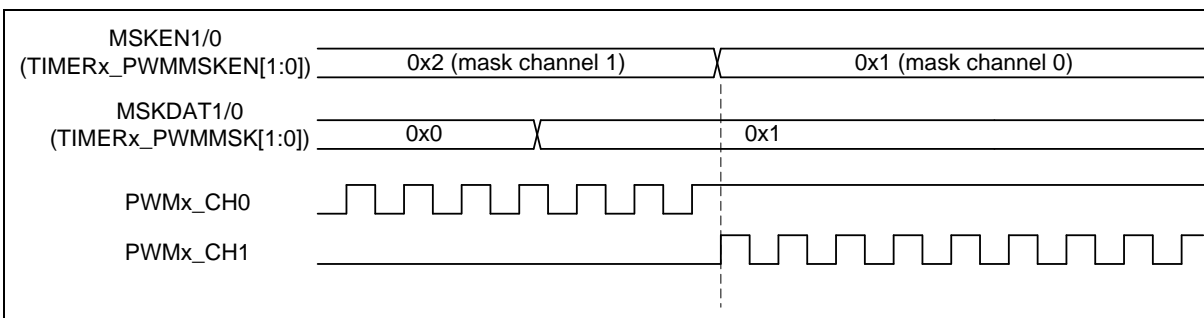 MSKEN1/0
(TIMERx_PWMMSKEN[1:0])
0x2 (mask channel 1)
0x1 (mask channel 0)
MSKDAT1/0
(TIMERx_PWMMSK[1:0])
0x0
0x1
PWMx_CH0
PWMx_CH1